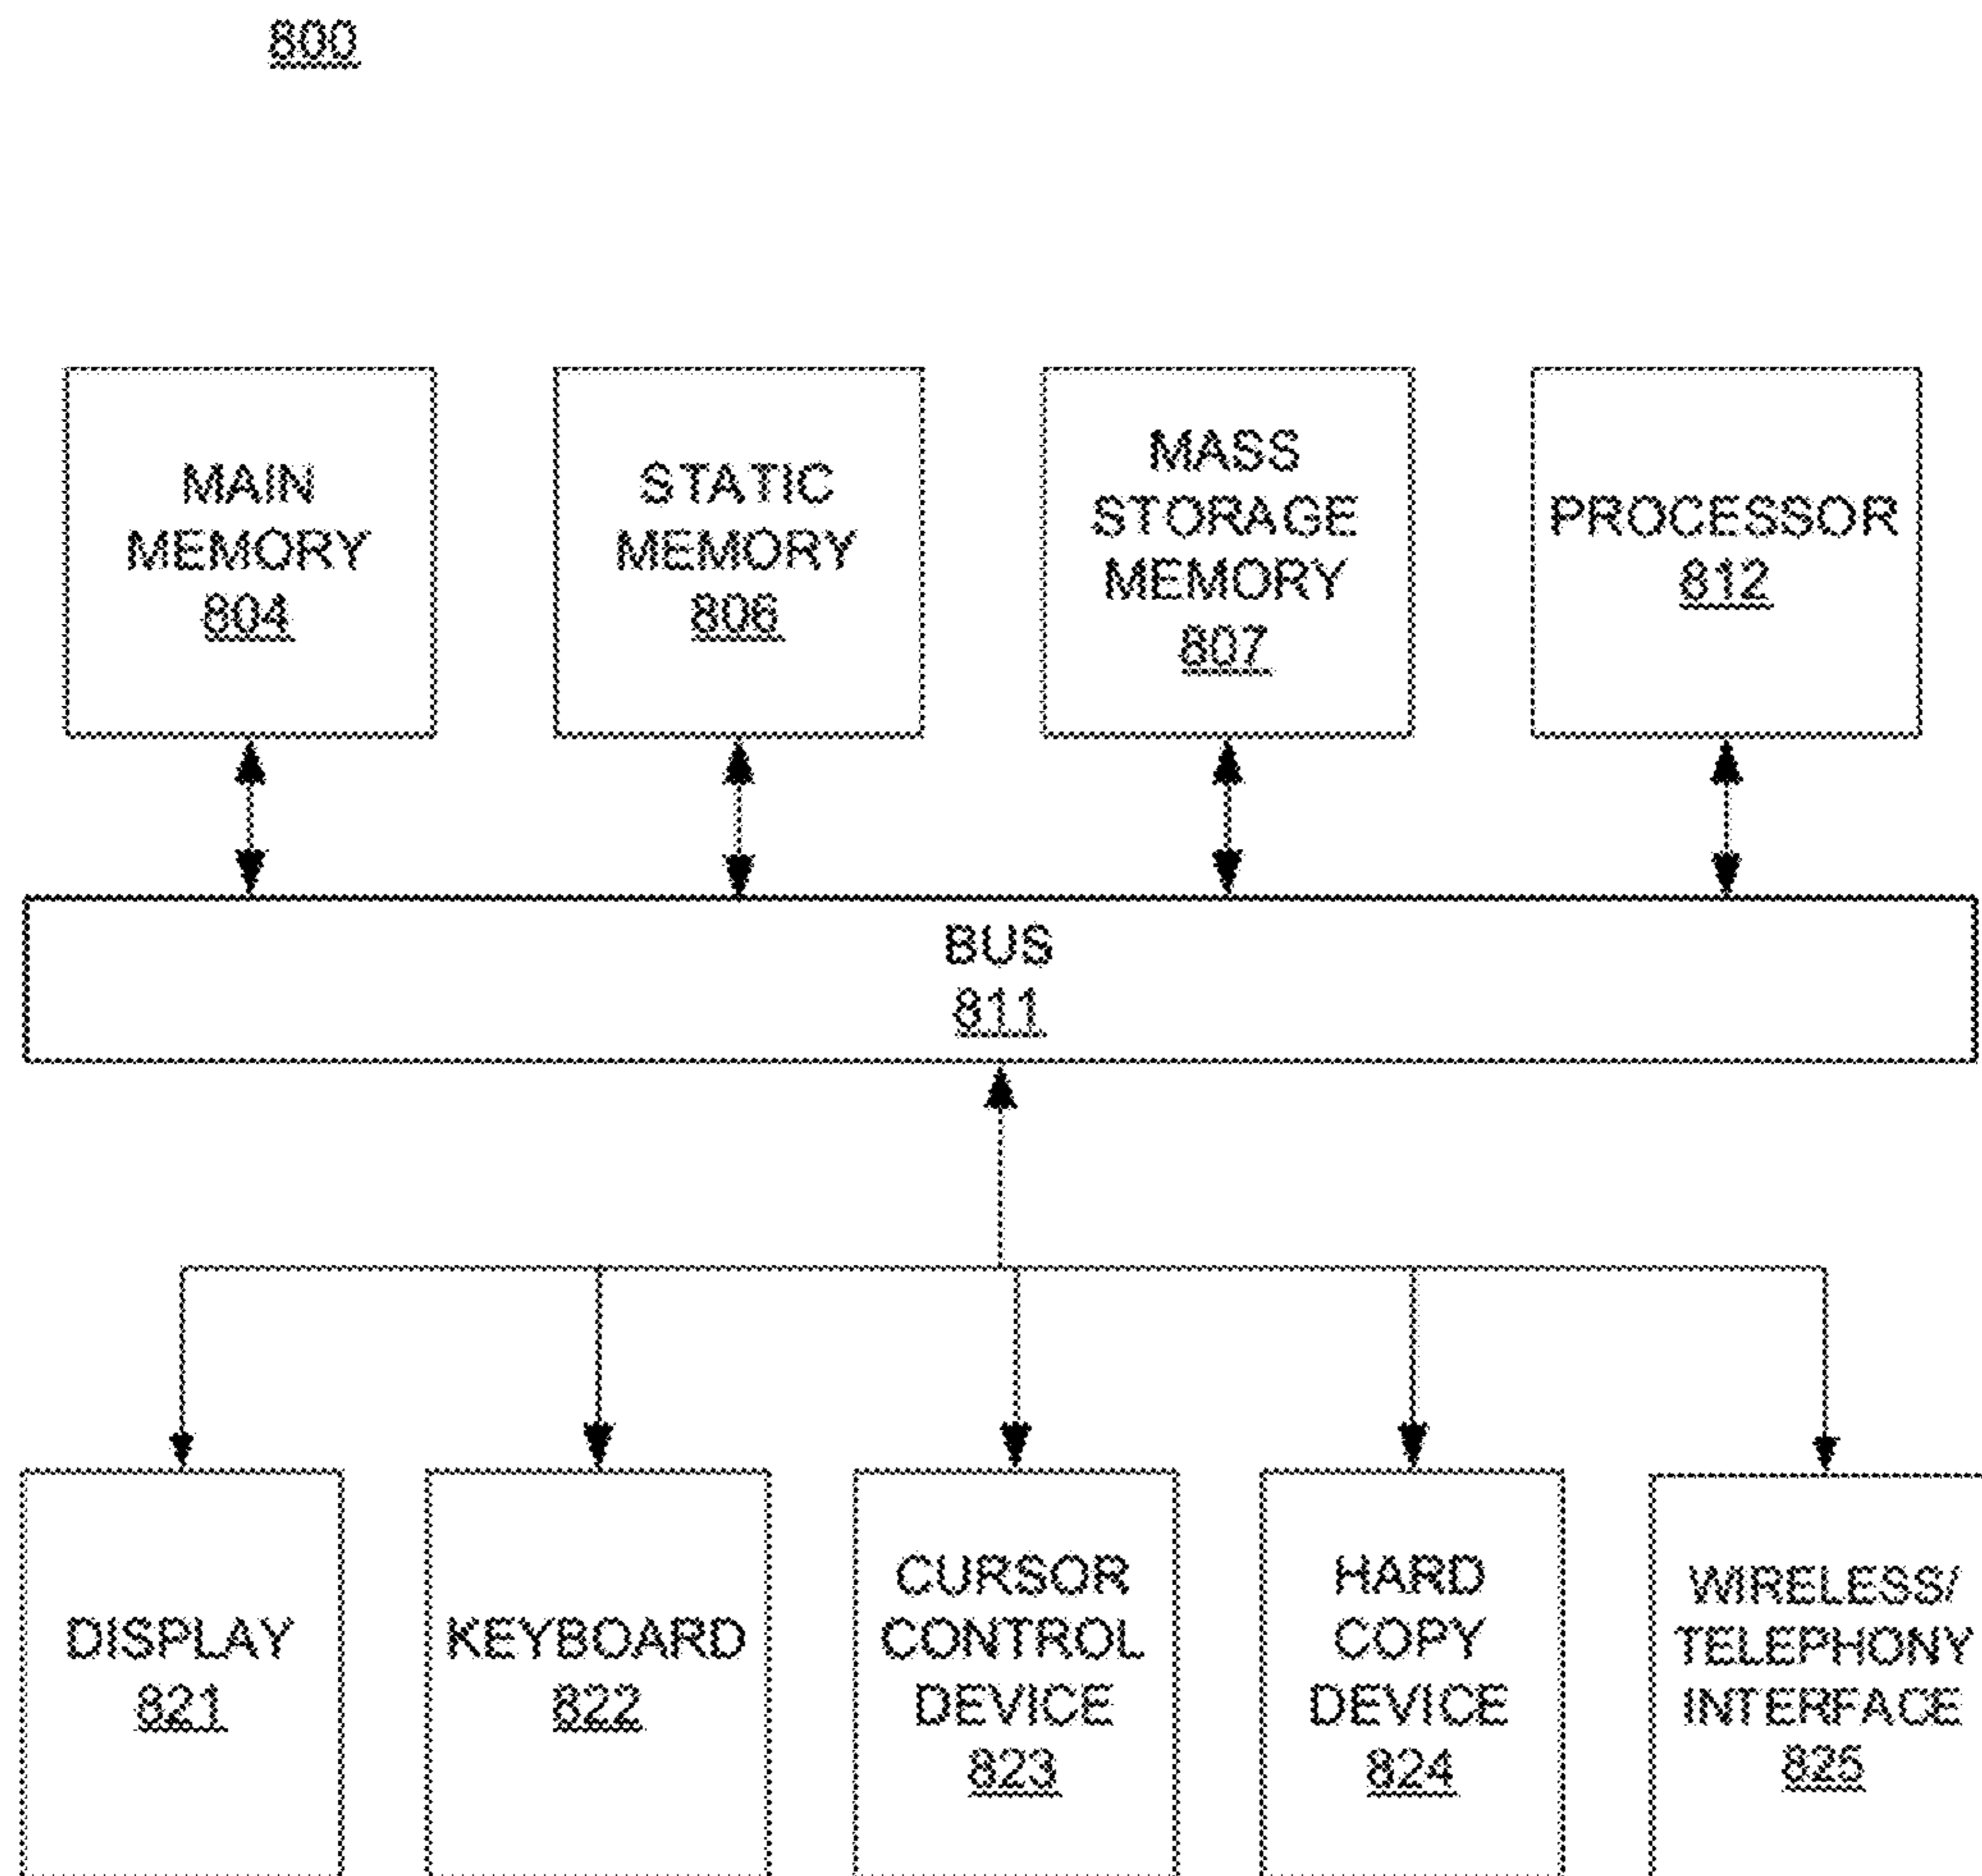 800
MAIN
MEMORY
804
STATIC
MEMORY
806
MASS
STORAGE
MEMORY
807
PROCESSOR
812
BUS
811
DISPLAY
821
KEYBOARD
822
CURSOR
CONTROL
DEVICE
823
HARD
COPY
DEVICE
824
WIRELESS/
TELEPHONY
INTERFACE
825